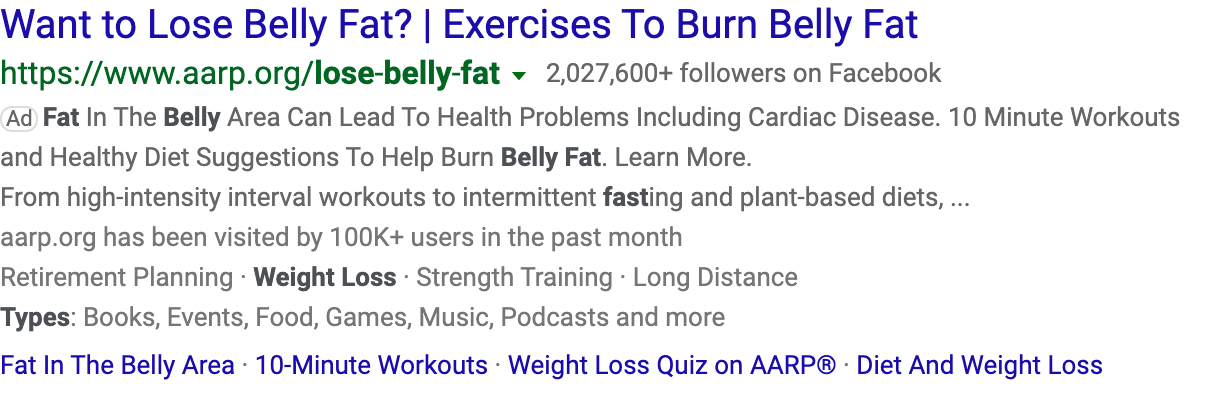 Want to Lose Belly Fat? | Exercises To Burn Belly Fat
https://www.aarp.org/lose-belly-fat 2,027,600+ followers on Facebook
Ad Fat In The Belly Area Can Lead To Health Problems Including Cardiac Disease. 10 Minute Workouts
and Healthy Diet Suggestions To Help Burn Belly Fat. Learn More.
From high-intensity interval workouts to intermittent fasting and plant-based diets, ...
aarp.org has been visited by 100K+ users in the past month
Retirement Planning · Weight Loss · Strength Training · Long Distance
Types: Books, Events, Food, Games, Music, Podcasts and more
Fat In The Belly Area · 10-Minute Workouts · Weight Loss Quiz on AARP® · Diet And Weight Loss